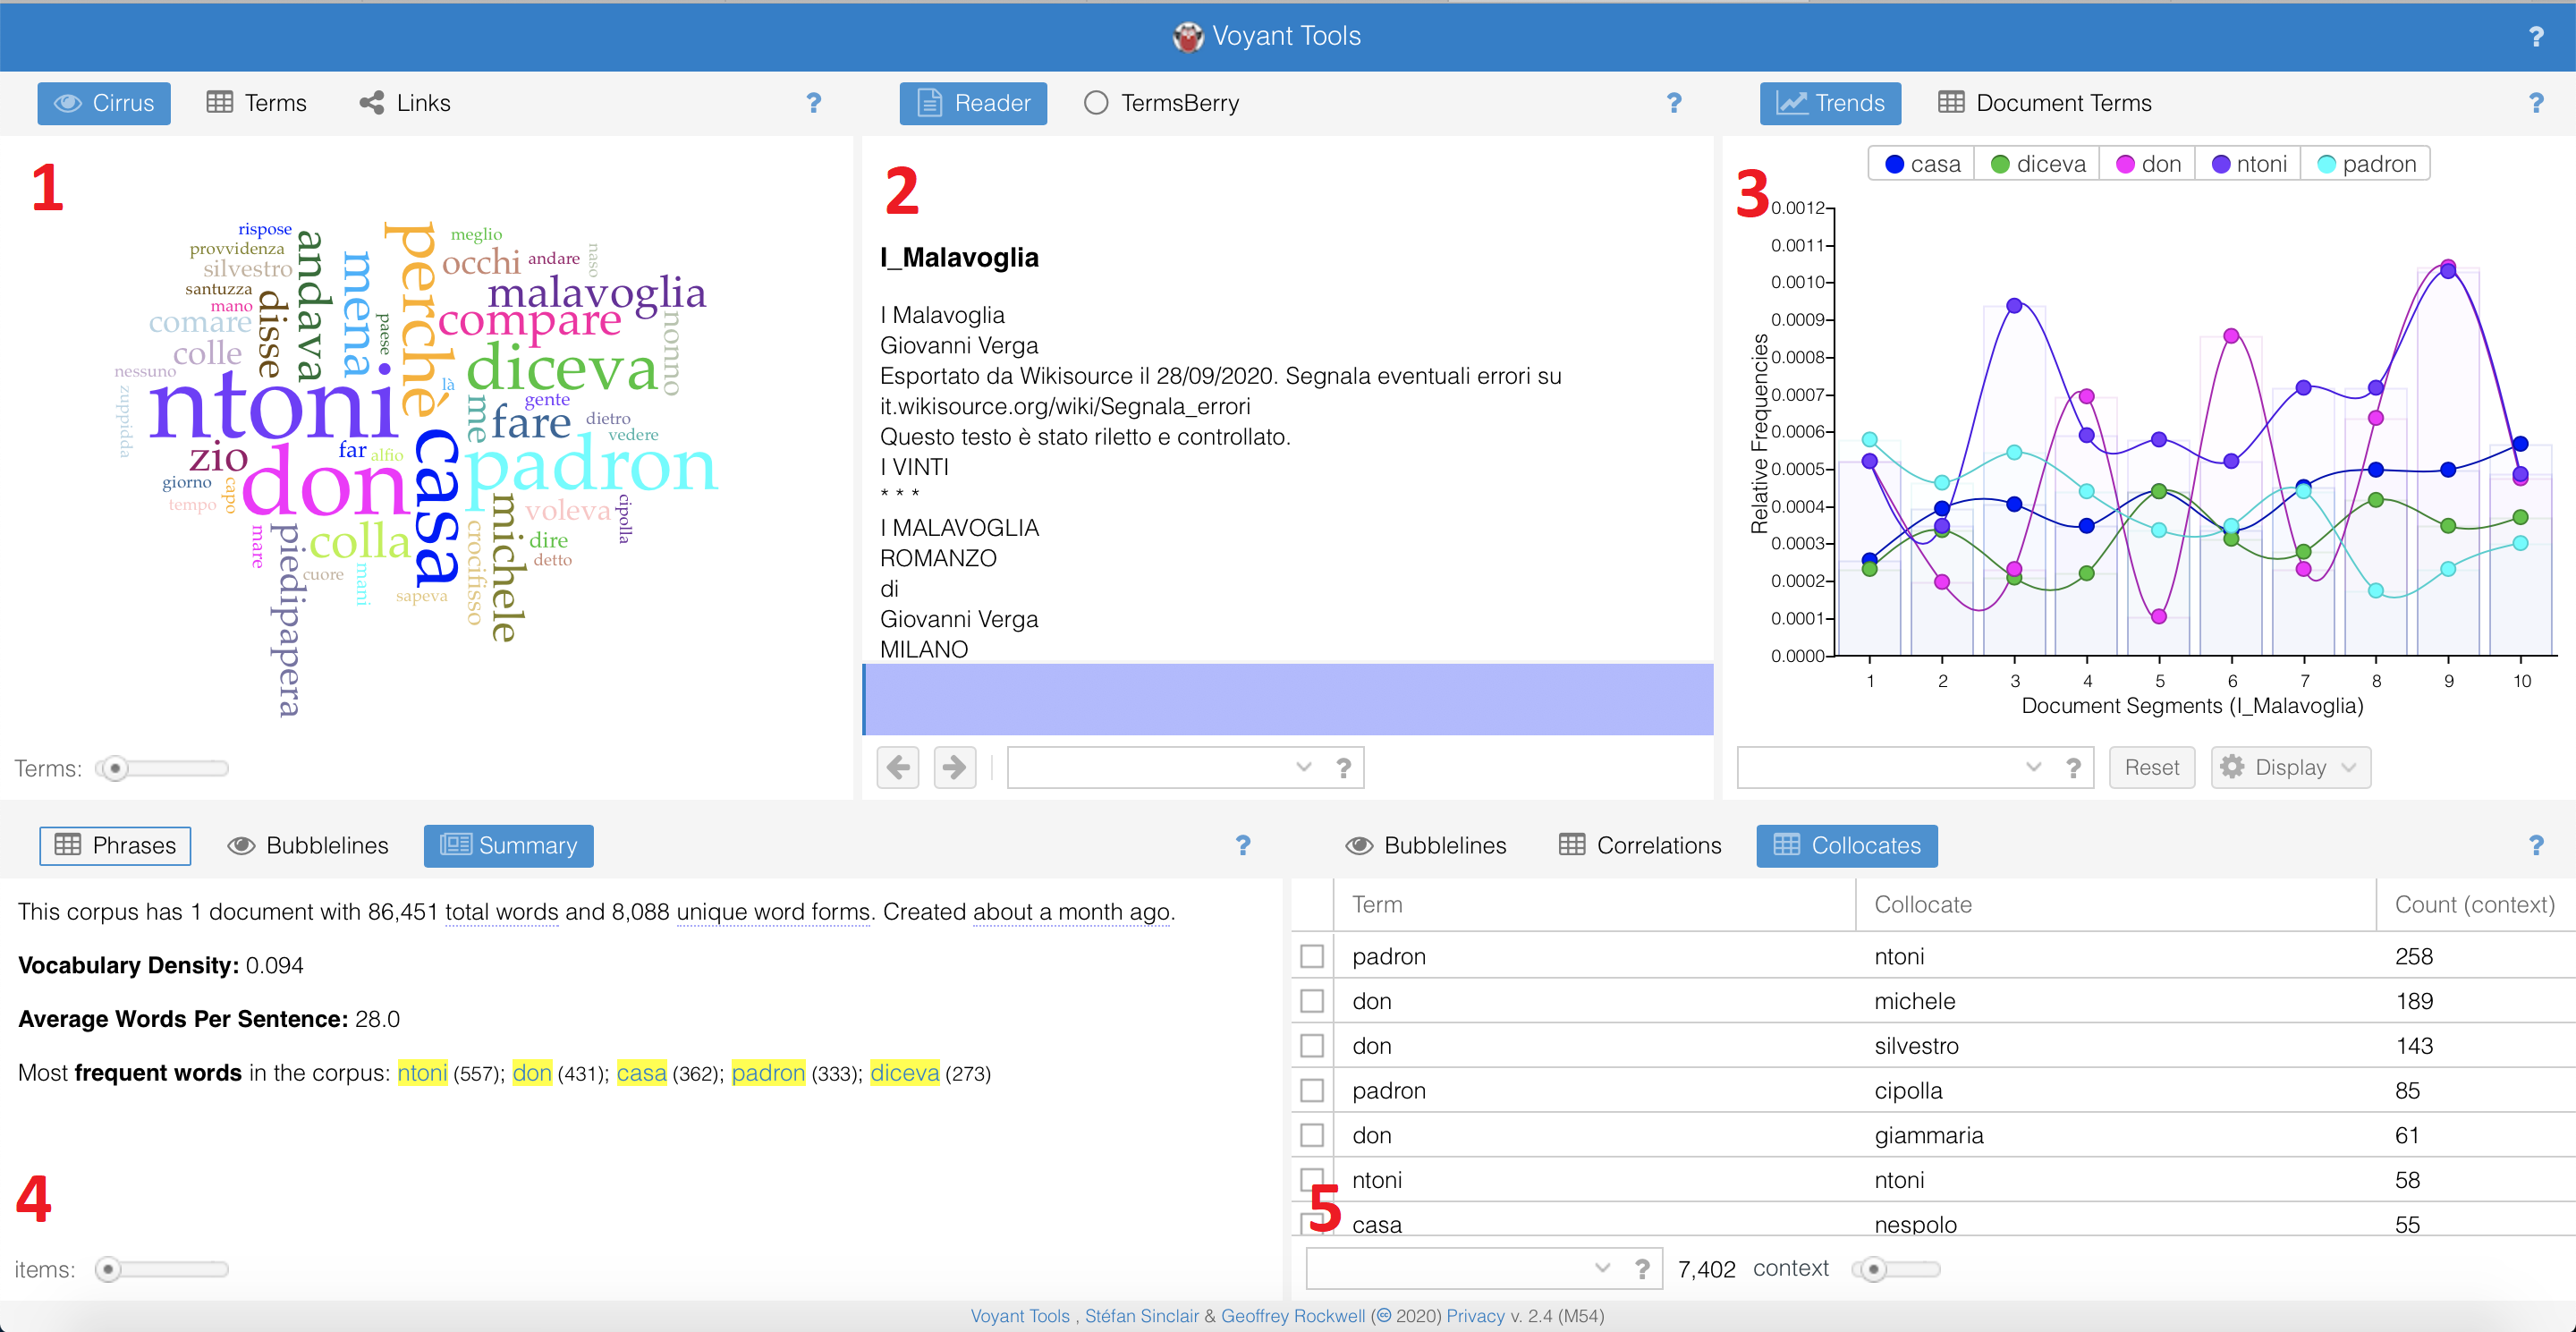 Voyant Tools ?
Cirrus Terms Links ?
1
rispose
provvidenza
silvestro
santuzza
mano
comare
colle
nessuno
zuppidda
disse
andava
mena
paese
perchè
meglio
occhi andare naso
malavoglia
compare
nonno
diceva
là
gente
me fare dietro
vedere
ntoni
zio far alfio
giorno
tempo capo
don
casa
padron
mare
piedipapera
colla
cuore mani
sapeva
crocifisso
michele
voleva cipolla
dire
detto
Terms:
Reader TermsBerry ?
2
I_Malavoglia
I Malavoglia
Giovanni Verga
Esportato da Wikisource il 28/09/2020. Segnala eventuali errori su
it.wikisource.org/wiki/Segnala_errori
Questo testo è stato riletto e controllato.
I VINTI
* * *
I MALAVOGLIA
ROMANZO
di
Giovanni Verga
MILANO
?
Trends Document Terms ?
3
casa diceva don ntoni padron
0.0012
0.0011
0.0010
0.0009
0.0008
0.0007
0.0006
0.0005
0.0004
0.0003
0.0002
0.0001
0.0000
Relative Frequencies
1 2 3 4 5 6 7 8 9 10
Document Segments (I_Malavoglia)
? Reset Display
Phrases Bubblelines Summary ?
This corpus has 1 document with 86,451 total words and 8,088 unique word forms. Created about a month ago.
Vocabulary Density: 0.094
Average Words Per Sentence: 28.0
Most frequent words in the corpus: ntoni (557); don (431); casa (362); padron (333); diceva (273)
4
items:
Bubblelines Correlations Collocates ?
Term Collocate Count (context)
padron ntoni 258
don michele 189
don silvestro 143
padron cipolla 85
don giammaria 61
ntoni ntoni 58
casa nespolo 55
5
? 7,402 context
Voyant Tools , Stéfan Sinclair & Geoffrey Rockwell (cc 2020) Privacy v. 2.4 (M54)